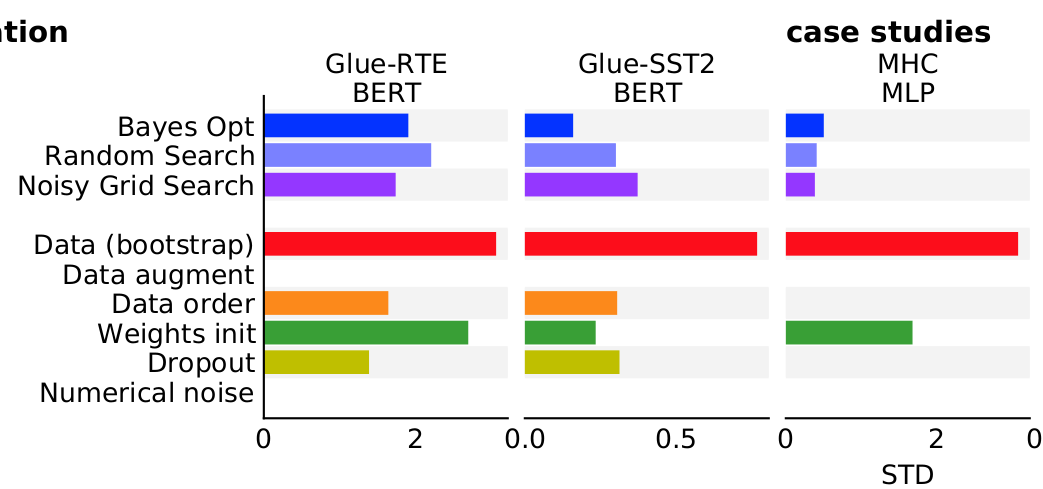 ation
case studies
Glue-RTE
BERT
Glue-SST2
BERT
MHC
MLP
Bayes Opt
Random Search
Noisy Grid Search
Data (bootstrap)
Data augment
Data order
Weights init
Dropout
Numerical noise
0 2 0.0 0.5 0 2 0
STD